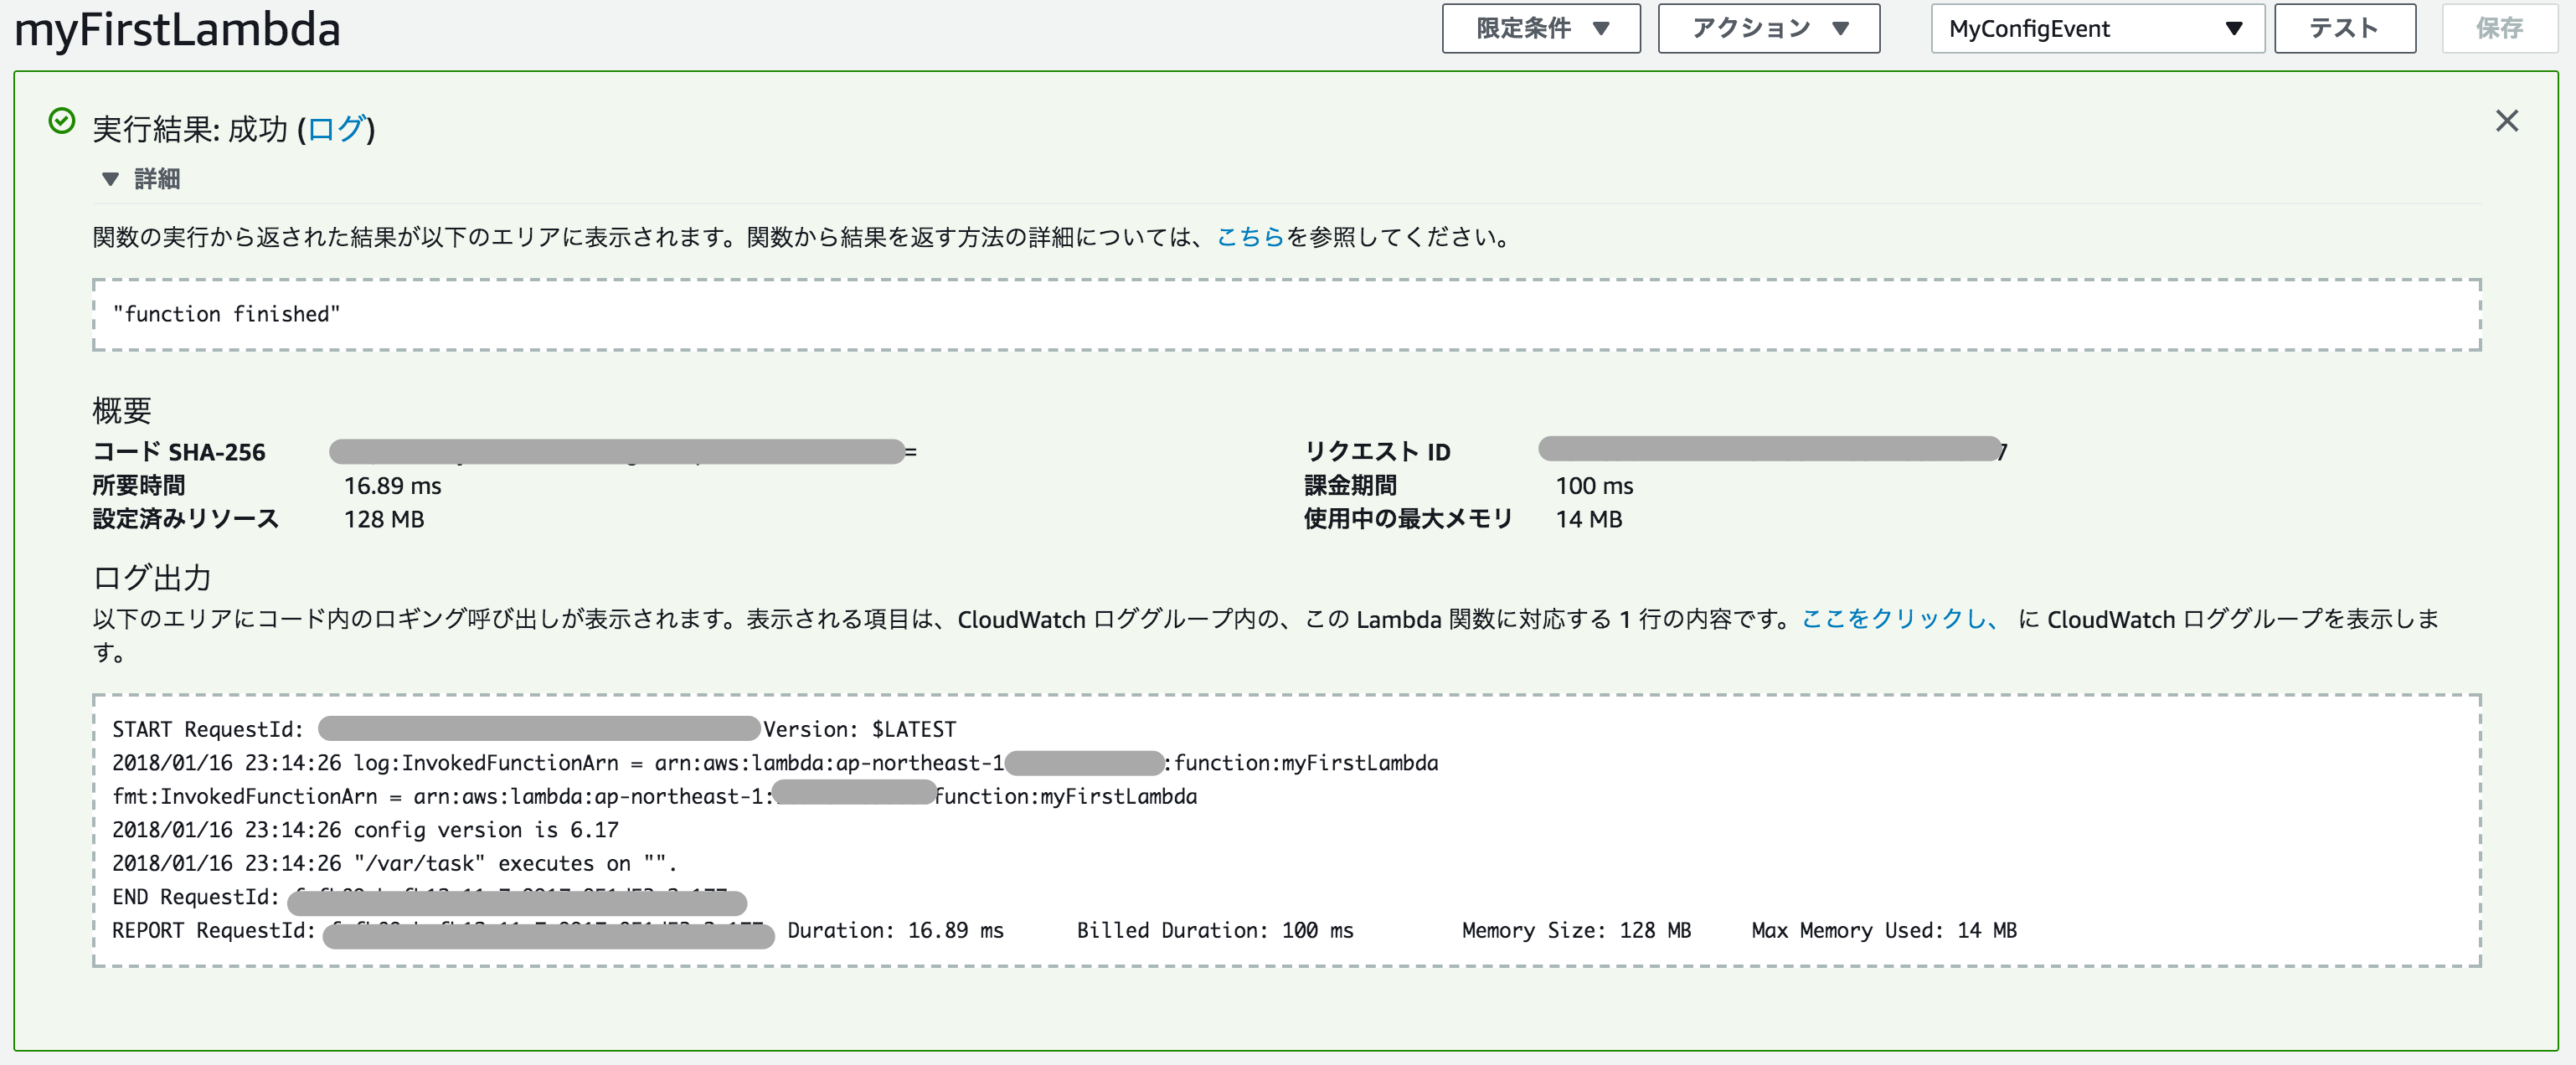 myFirstLambda
限定条件 ▼ アクション ▼ MyConfigEvent ▼ テスト 保存
実行結果: 成功 (ログ)
▼ 詳細
関数の実行から返された結果が以下のエリアに表示されます。関数から結果を返す方法の詳細については、こちらを参照してください。
"function finished"
概要
コード SHA-256 = リクエスト ID 7
所要時間 16.89 ms 課金期間 100 ms
設定済みリソース 128 MB 使用中の最大メモリ 14 MB
ログ出力
以下のエリアにコード内のロギング呼び出しが表示されます。表示される項目は、CloudWatch ロググループ内の、この Lambda 関数に対応する 1 行の内容です。ここをクリックし、 に CloudWatch ロググループを表示しま
す。
START RequestId: Version: $LATEST
2018/01/16 23:14:26 log:InvokedFunctionArn = arn:aws:lambda:ap-northeast-1 :function:myFirstLambda
fmt:InvokedFunctionArn = arn:aws:lambda:ap-northeast-1: function:myFirstLambda
2018/01/16 23:14:26 config version is 6.17
2018/01/16 23:14:26 "/var/task" executes on "".
END RequestId:
REPORT RequestId: Duration: 16.89 ms Billed Duration: 100 ms Memory Size: 128 MB Max Memory Used: 14 MB